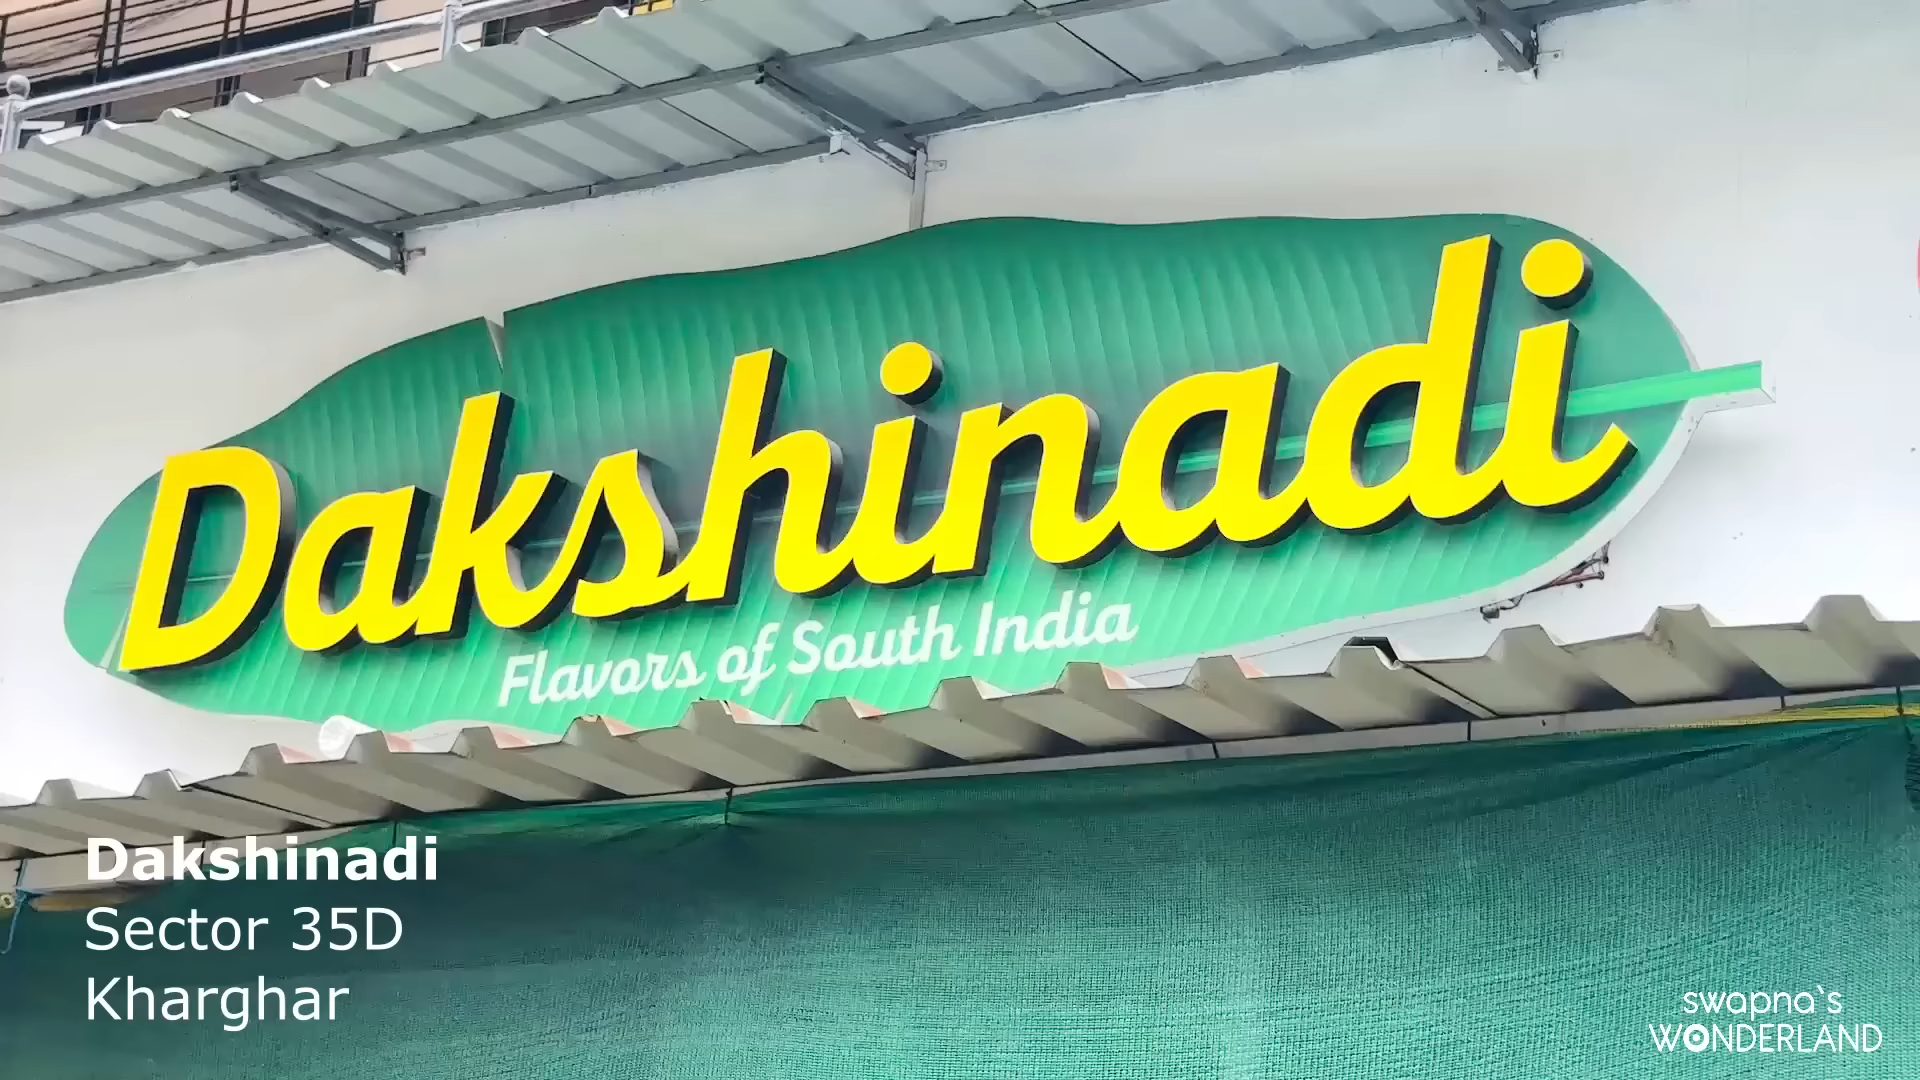 Dakshinadi
Flavors of South India
Dakshinadi
Sector 35D
Kharghar
swapna`s
WONDERLAND